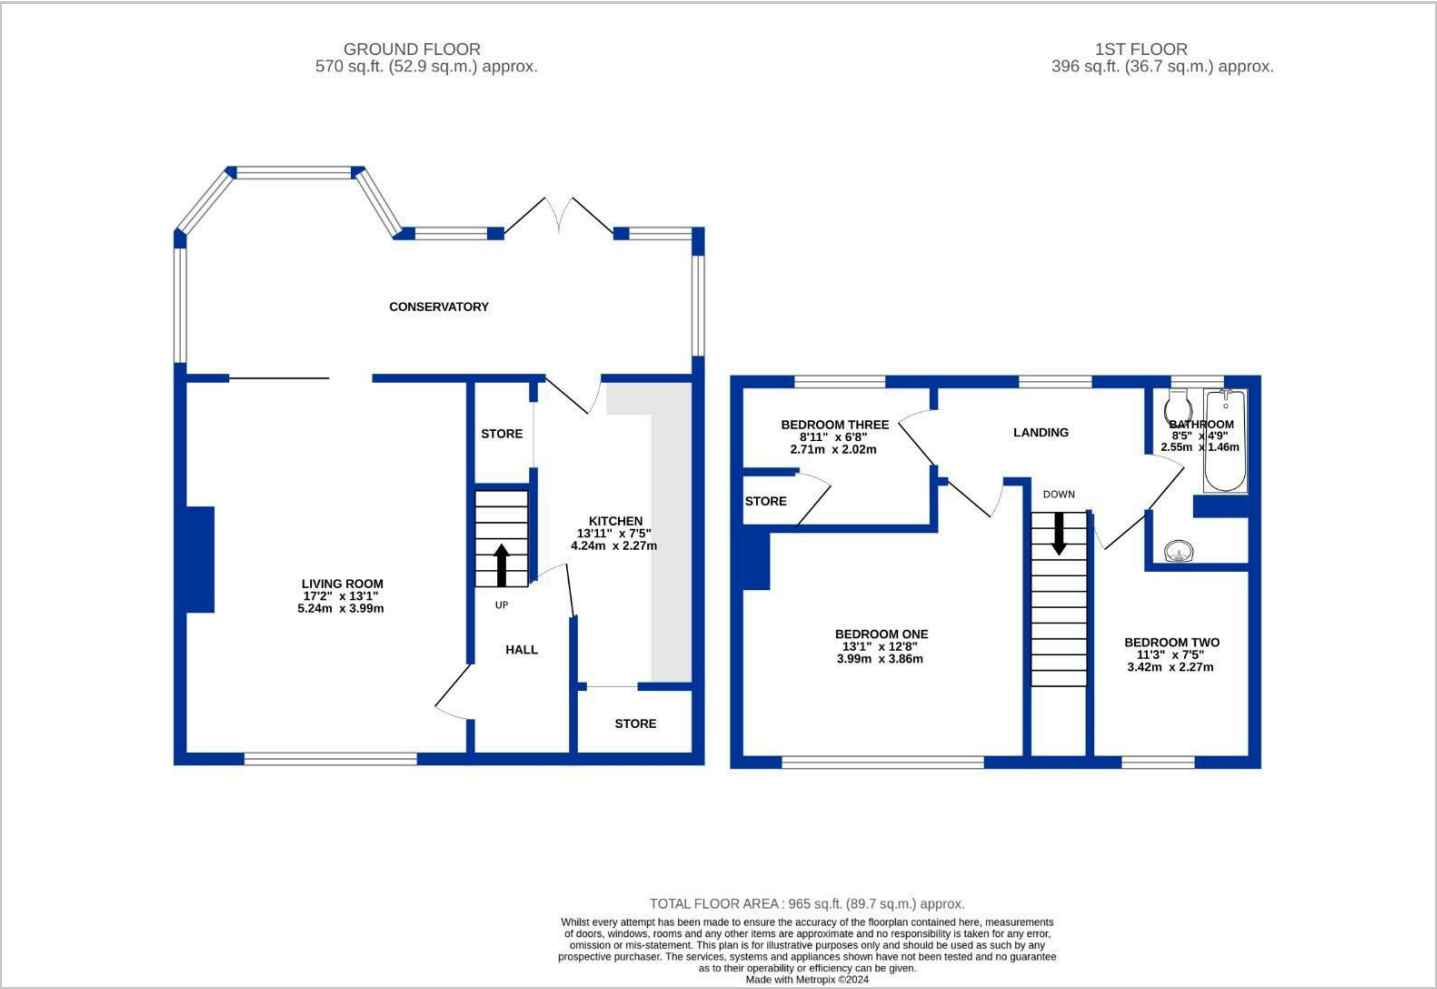 GROUND FLOOR
570 sq.ft. (52.9 sq.m.) approx.
1ST FLOOR
396 sq.ft. (36.7 sq.m.) approx.
CONSERVATORY
STORE
KITCHEN
13'11" x 7'5"
4.24m x 2.27m
LIVING ROOM
17'2" x 13'1"
5.24m x 3.99m
UP
HALL
STORE
BEDROOM THREE
8'11" x 6'8"
2.71m x 2.02m
LANDING
BATHROOM
8'5" x 4'9"
2.55m x 1.46m
STORE
DOWN
BEDROOM ONE
13'1" x 12'8"
3.99m x 3.86m
BEDROOM TWO
11'3" x 7'5"
3.42m x 2.27m
TOTAL FLOOR AREA : 965 sq.ft. (89.7 sq.m.) approx.
Whilst every attempt has been made to ensure the accuracy of the floorplan contained here, measurements
of doors, windows, rooms and any other items are approximate and no responsibility is taken for any error,
omission or mis-statement. This plan is for illustrative purposes only and should be used as such by any
prospective purchaser. The services, systems and appliances shown have not been tested and no guarantee
as to their operability or efficiency can be given.
Made with Metropix ©2024